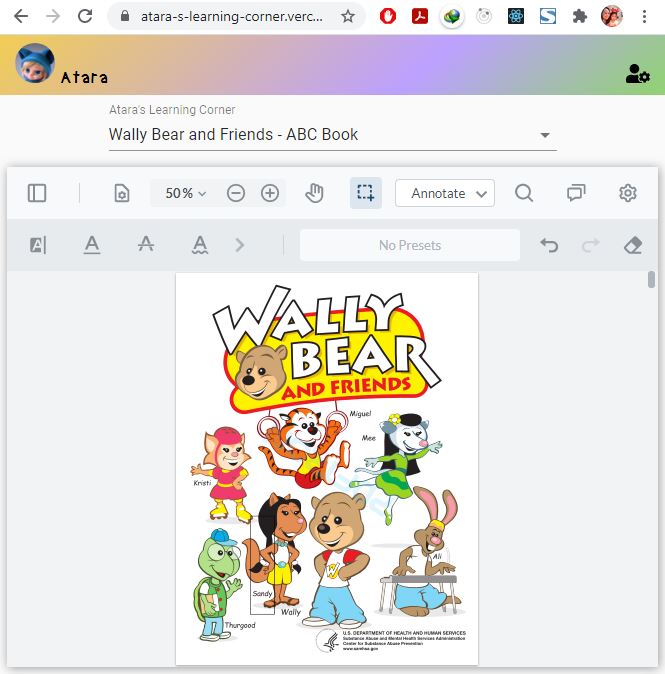 atara-s-learning-corner.verc...
Atara
Atara's Learning Corner
Wally Bear and Friends - ABC Book
50%
Annotate
A
A
A
A
No Presets
WALLY
BEAR
AND FRIENDS
Miguel
Mee
Kristi
W
Ali
Sandy
Wally
Thurgood
U.S. DEPARTMENT OF HEALTH AND HUMAN SERVICES
Substance Abuse and Mental Health Services Administration
Center for Substance Abuse Prevention
www.samhsa.gov